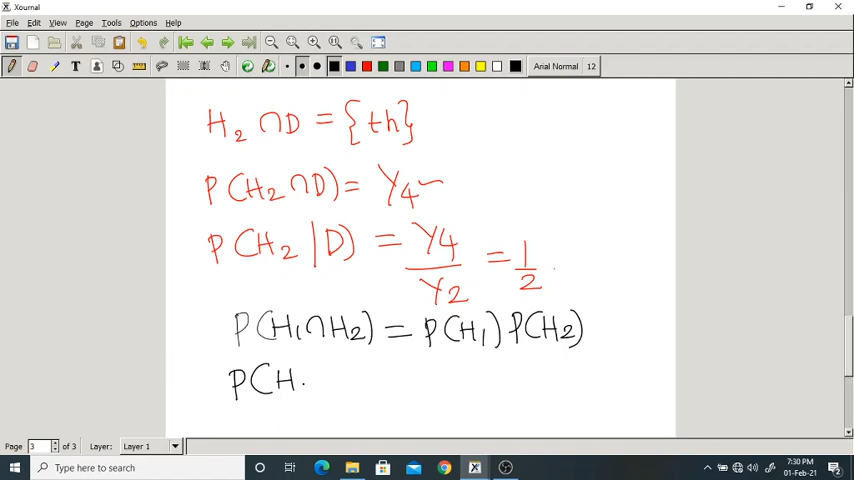 Xournal
File Edit View Page Tools Options Help
Arial Normal 12
H₂ ∩ D = {th}
P(H₂ ∩ D) = 1/4
P(H₂ | D) = 1/4 / 1/2 = 1/2
P(H₁ ∩ H₂) = P(H₁) P(H₂)
P(H.
Page 3 of 3 Layer: Layer 1
Type here to search
7:30 PM
01-Feb-21
2